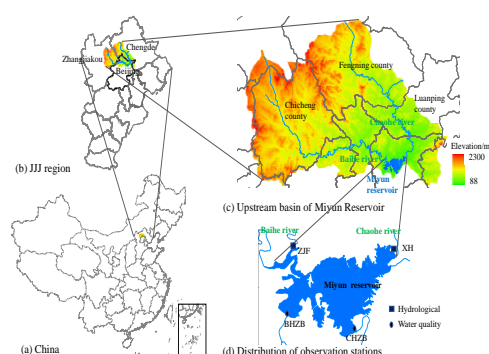 Chengde
Zhangjiakou
Beijing
(b) JJJ region
Fengning county
Chicheng
county
Luanping
county
Chaohe river
Baihe river
Miyun
reservoir
Elevation/m
2300
88
(c) Upstream basin of Miyun Reservoir
(a) China
Baihe river
Chaohe river
ZJF
XH
Miyun reservoir
BHZB
CHZB
Hydrological
Water quality
(d) Distribution of observation stations